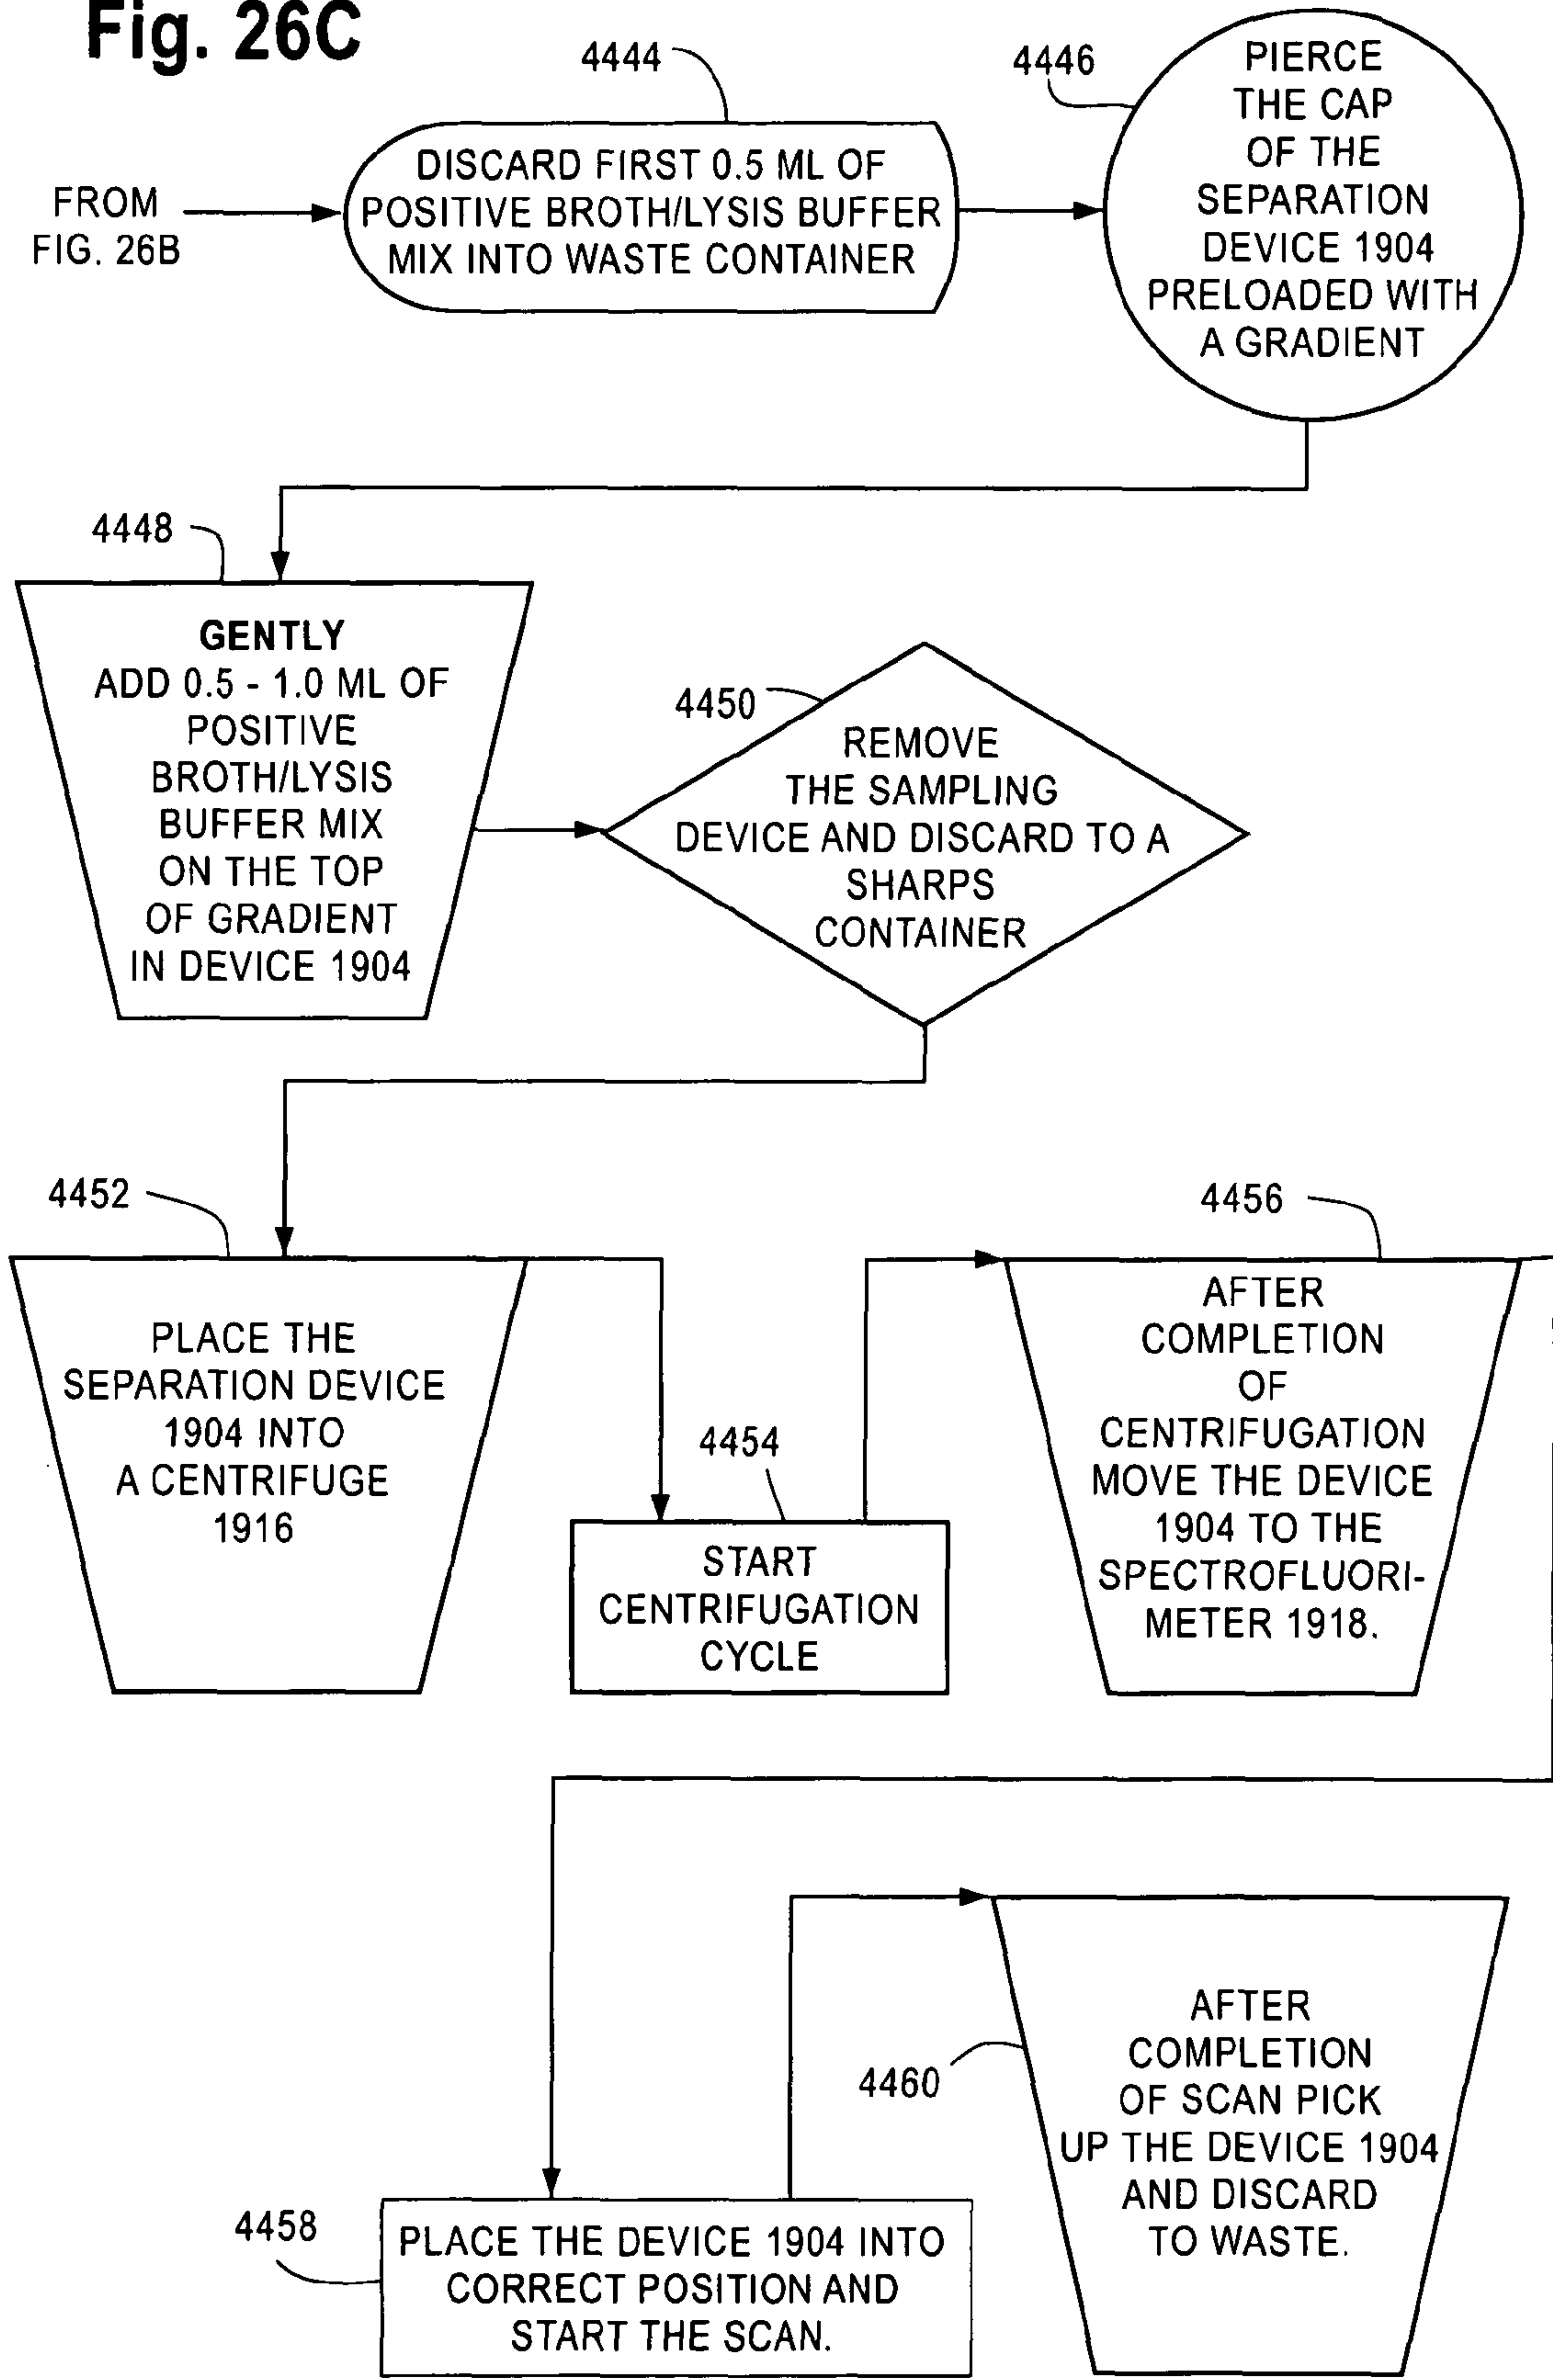 Fig. 26C
4444
4446
FROM
FIG. 26B
DISCARD FIRST 0.5 ML OF
POSITIVE BROTH/LYSIS BUFFER
MIX INTO WASTE CONTAINER
PIERCE
THE CAP
OF THE
SEPARATION
DEVICE 1904
PRELOADED WITH
A GRADIENT
4448
GENTLY
ADD 0.5 - 1.0 ML OF
POSITIVE
BROTH/LYSIS
BUFFER MIX
ON THE TOP
OF GRADIENT
IN DEVICE 1904
4450
REMOVE
THE SAMPLING
DEVICE AND DISCARD TO A
SHARPS
CONTAINER
4452
PLACE THE
SEPARATION DEVICE
1904 INTO
A CENTRIFUGE
1916
4454
START
CENTRIFUGATION
CYCLE
4456
AFTER
COMPLETION
OF
CENTRIFUGATION
MOVE THE DEVICE
1904 TO THE
SPECTROFLUORI-
METER 1918.
4458
PLACE THE DEVICE 1904 INTO
CORRECT POSITION AND
START THE SCAN.
4460
AFTER
COMPLETION
OF SCAN PICK
UP THE DEVICE 1904
AND DISCARD
TO WASTE.